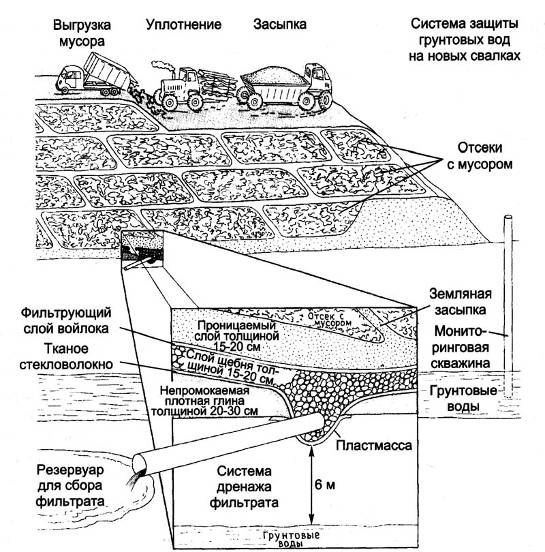 Выгрузка
мусора
Уплотнение
Засыпка
Система защиты
грунтовых вод
на новых свалках
Отсеки
с мусором
Земляная
засыпка
Монито-
ринговая
скважина
Грунтовые
воды
Отсек с
мусором
Фильтрующий
слой войлока
Проницаемый
слой толщиной
15-20 см
Тканое
стекловолокно
Слой щебня тол-
щиной 15-20 см
Непромокаемая
плотная глина
толщиной 20-30 см
Пластмасса
Резервуар
для сбора
фильтрата
Система
дренажа
фильтрата
6 м
Грунтовые
воды